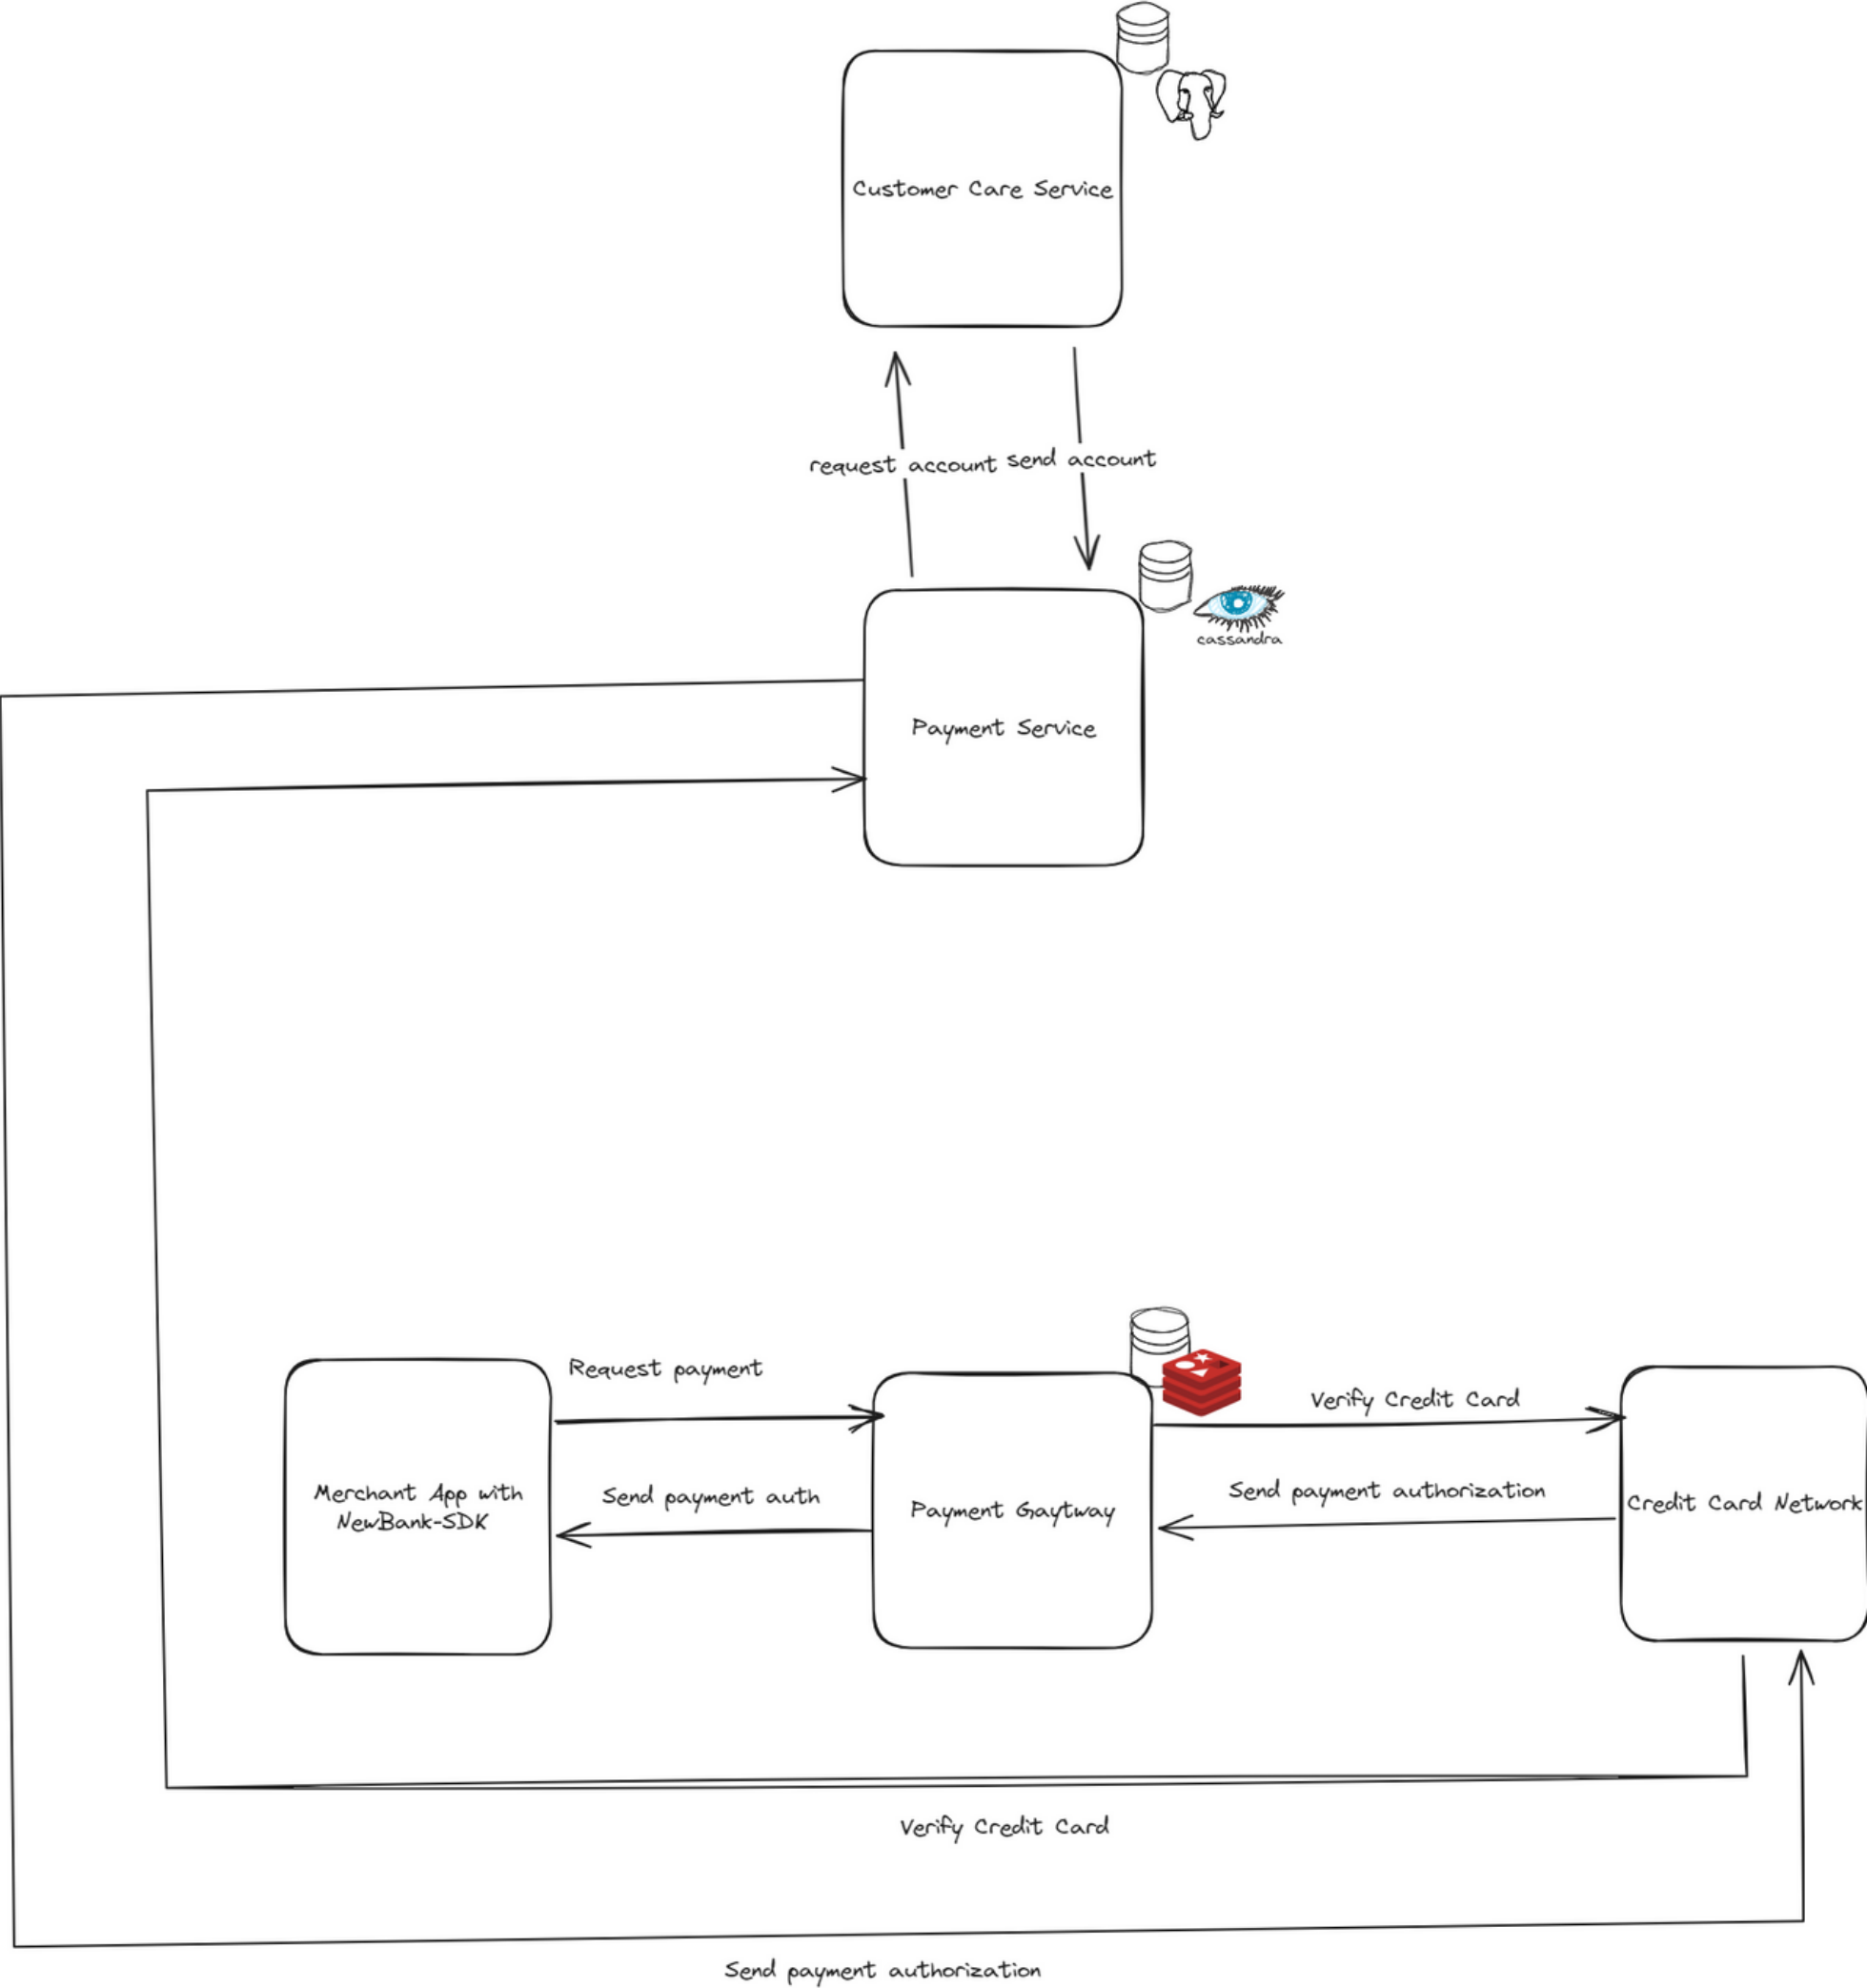 Customer Care Service
request account
send account
cassandra
Payment Service
Request payment
Verify Credit Card
Send payment auth
Send payment authorization
Merchant App with
NewBank-SDK
Payment Gaytway
Credit Card Network
Verify Credit Card
Send payment authorization